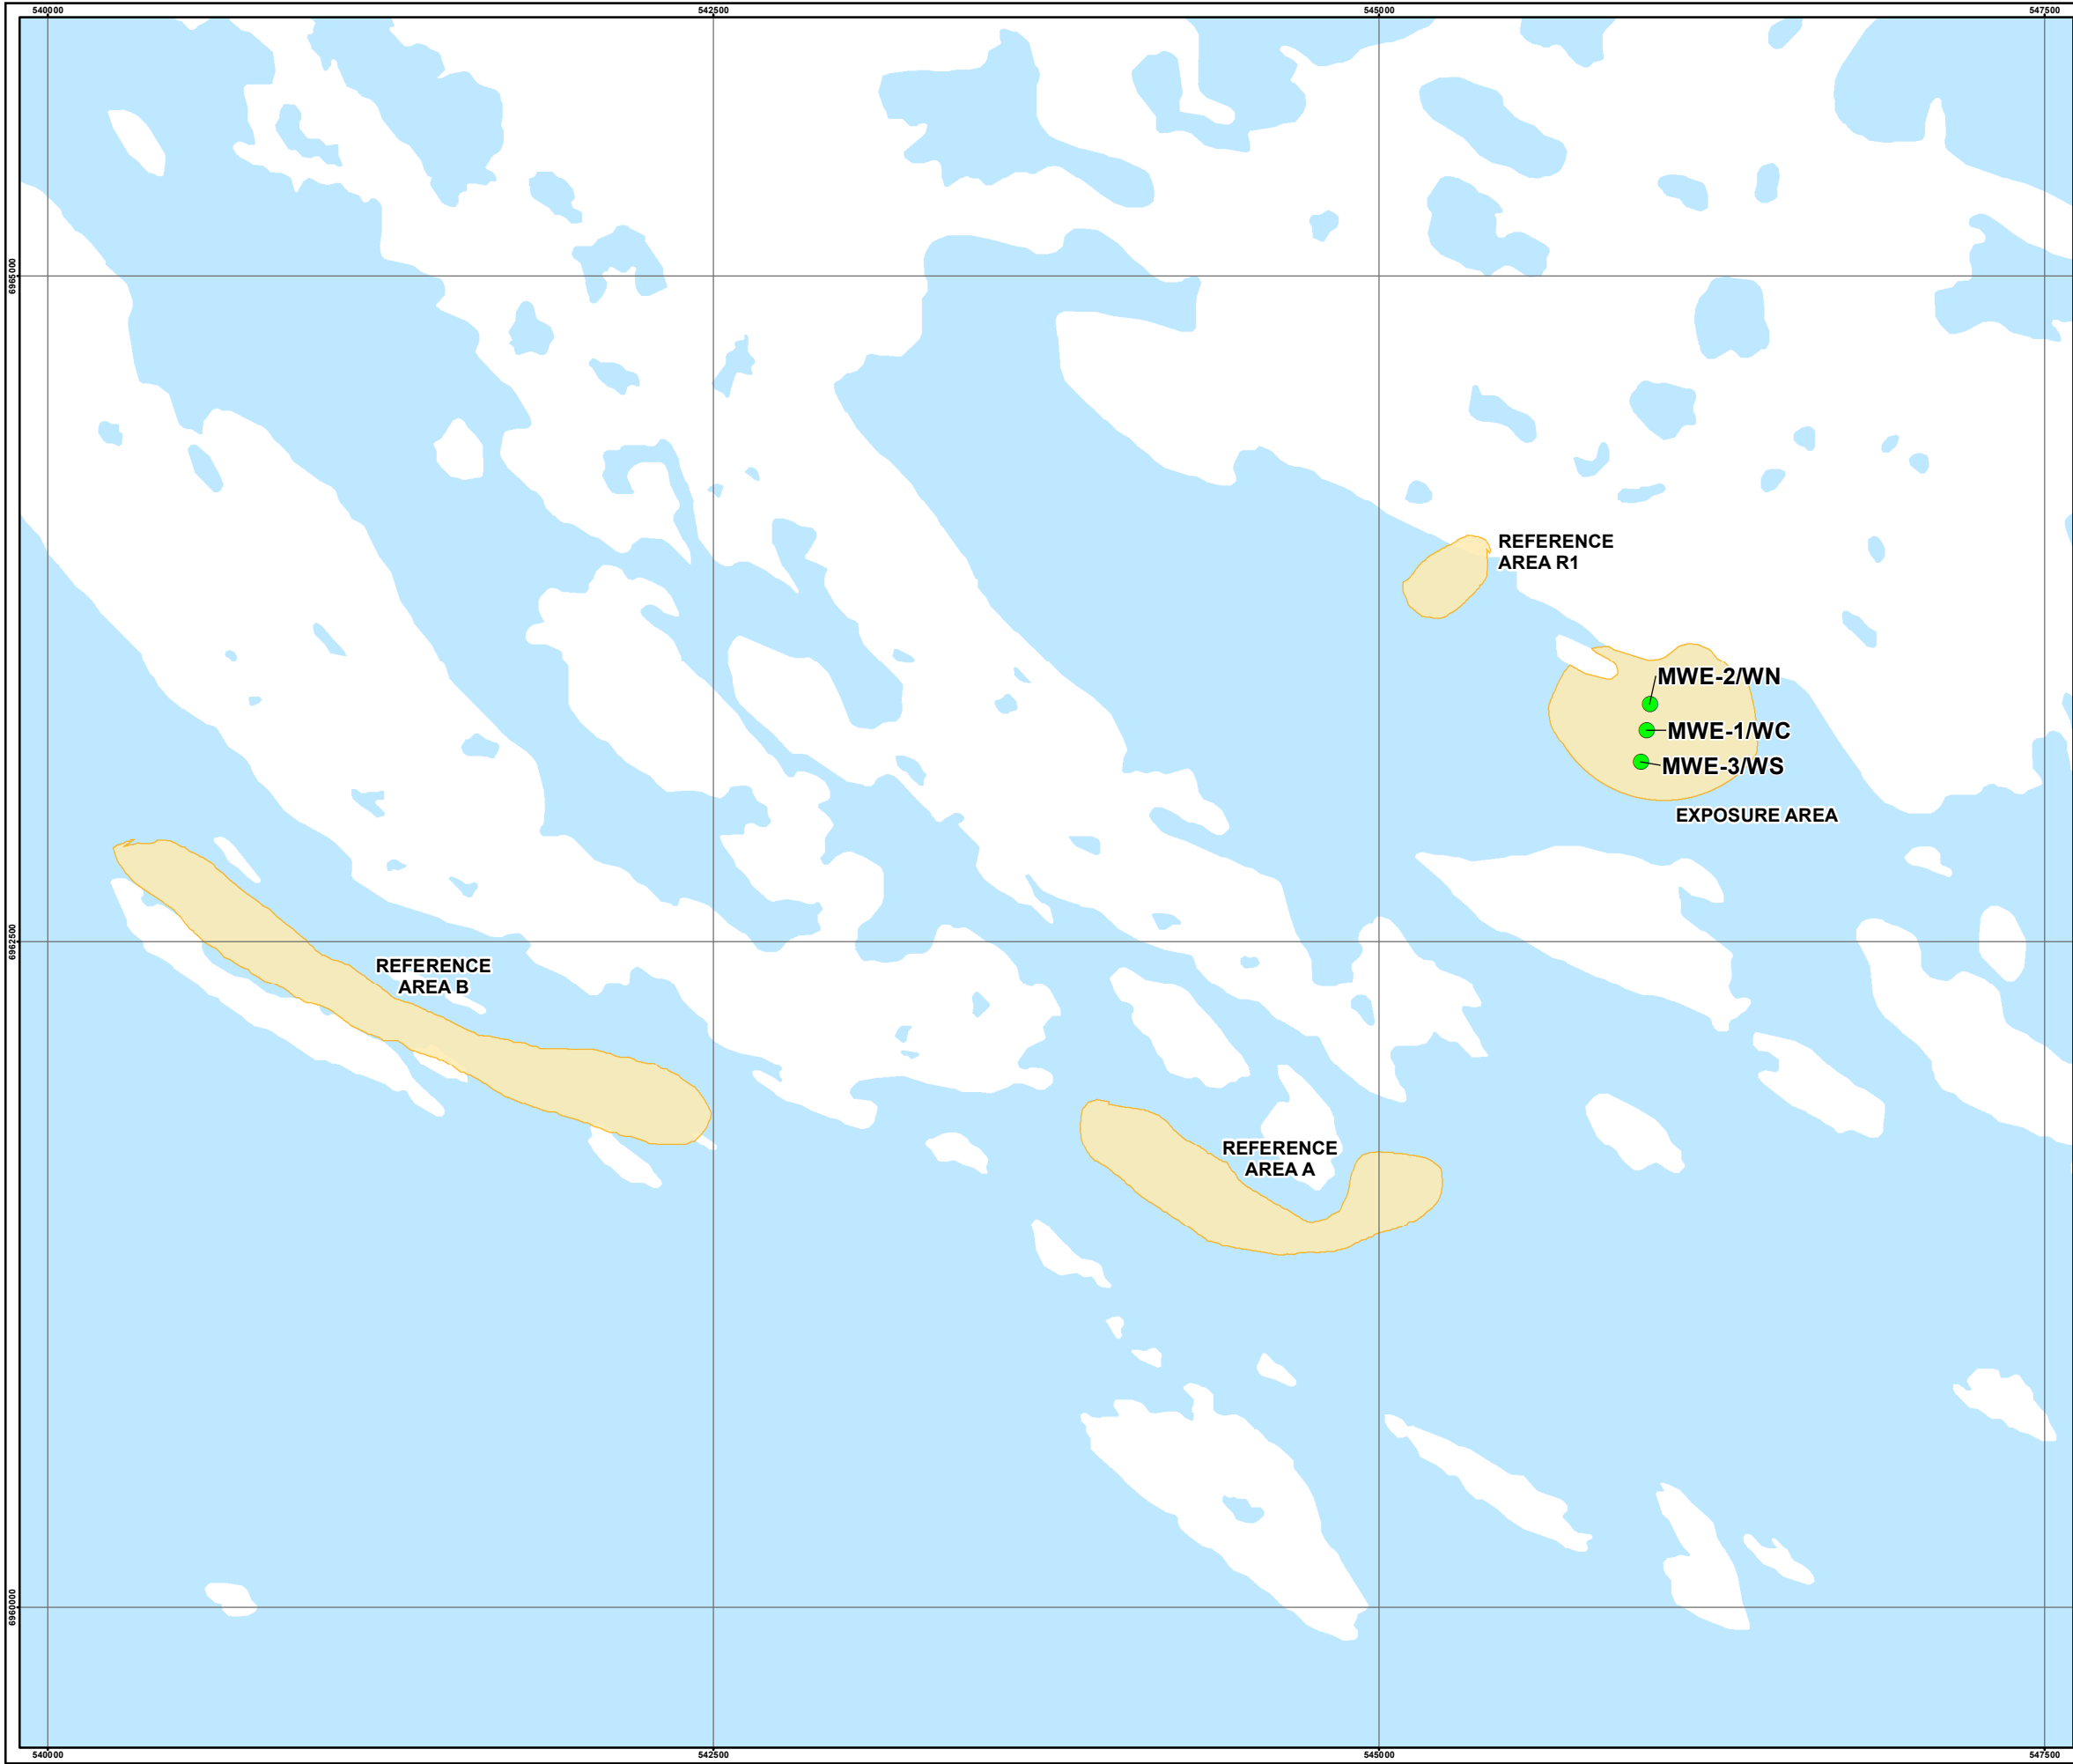 540000
542500
545000
547500
6965000
REFERENCE
AREA R1
MWE-2/WN
MWE-1/WC
MWE-3/WS
EXPOSURE AREA
6962500
REFERENCE
AREA B
REFERENCE
AREA A
6960000
540000
542500
545000
547500